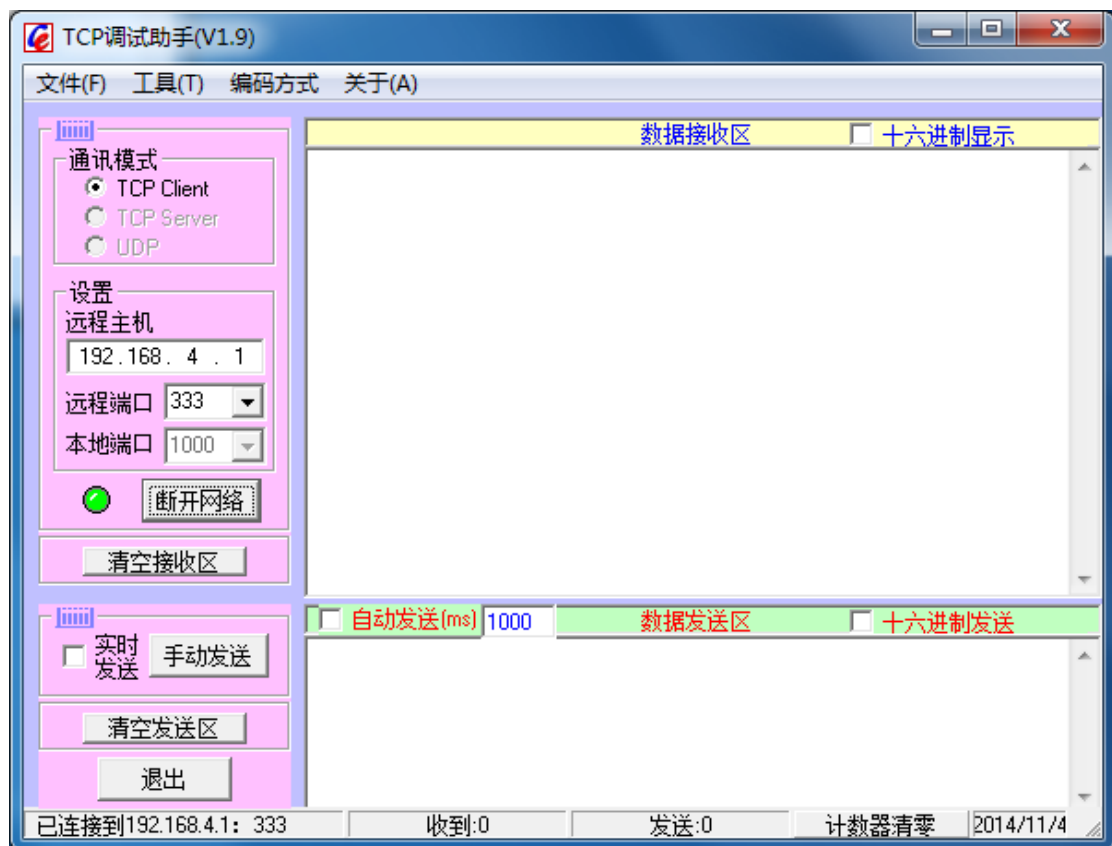 TCP调试助手(V1.9)
文件(F) 工具(T) 编码方式 关于(A)
通讯模式
TCP Client
TCP Server
UDP
设置
远程主机
192.168. 4 . 1
远程端口 333
本地端口 1000
断开网络
清空接收区
数据接收区 十六进制显示
自动发送(ms) 1000 数据发送区 十六进制发送
实时发送 手动发送
清空发送区
退出
已连接到192.168.4.1: 333 收到:0 发送:0 计数器清零 2014/11/4